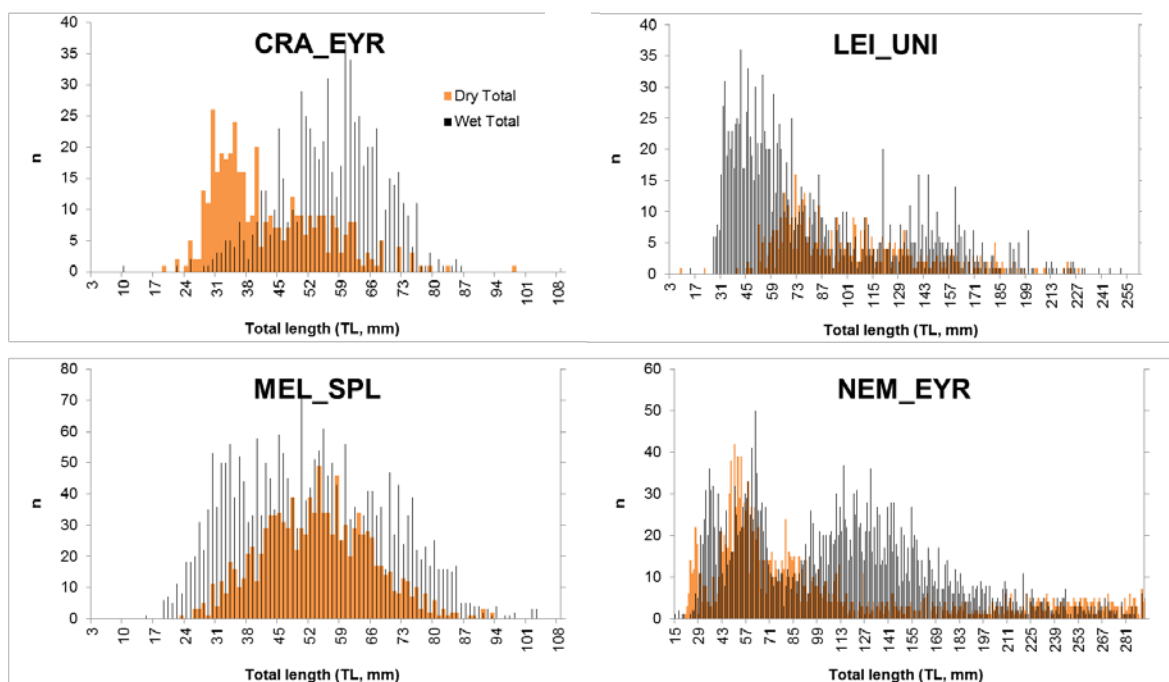 CRA_EYR
40
35
30
25
20
15
10
5
0
n
Dry Total
Wet Total
3 10 17 24 31 38 45 52 59 66 73 80 87 94 101 108
Total length (TL, mm)
LEI_UNI
40
35
30
25
20
15
10
5
0
n
3 17 31 45 59 73 87 101 115 129 143 157 171 185 199 213 227 241 255
Total length (TL, mm)
MEL_SPL
80
70
60
50
40
30
20
10
0
n
3 10 17 24 31 38 45 52 59 66 73 80 87 94 101 108
Total length (TL, mm)
NEM_EYR
60
50
40
30
20
10
0
n
15 29 43 57 71 85 99 113 127 141 155 169 183 197 211 225 239 253 267 281
Total length (TL, mm)